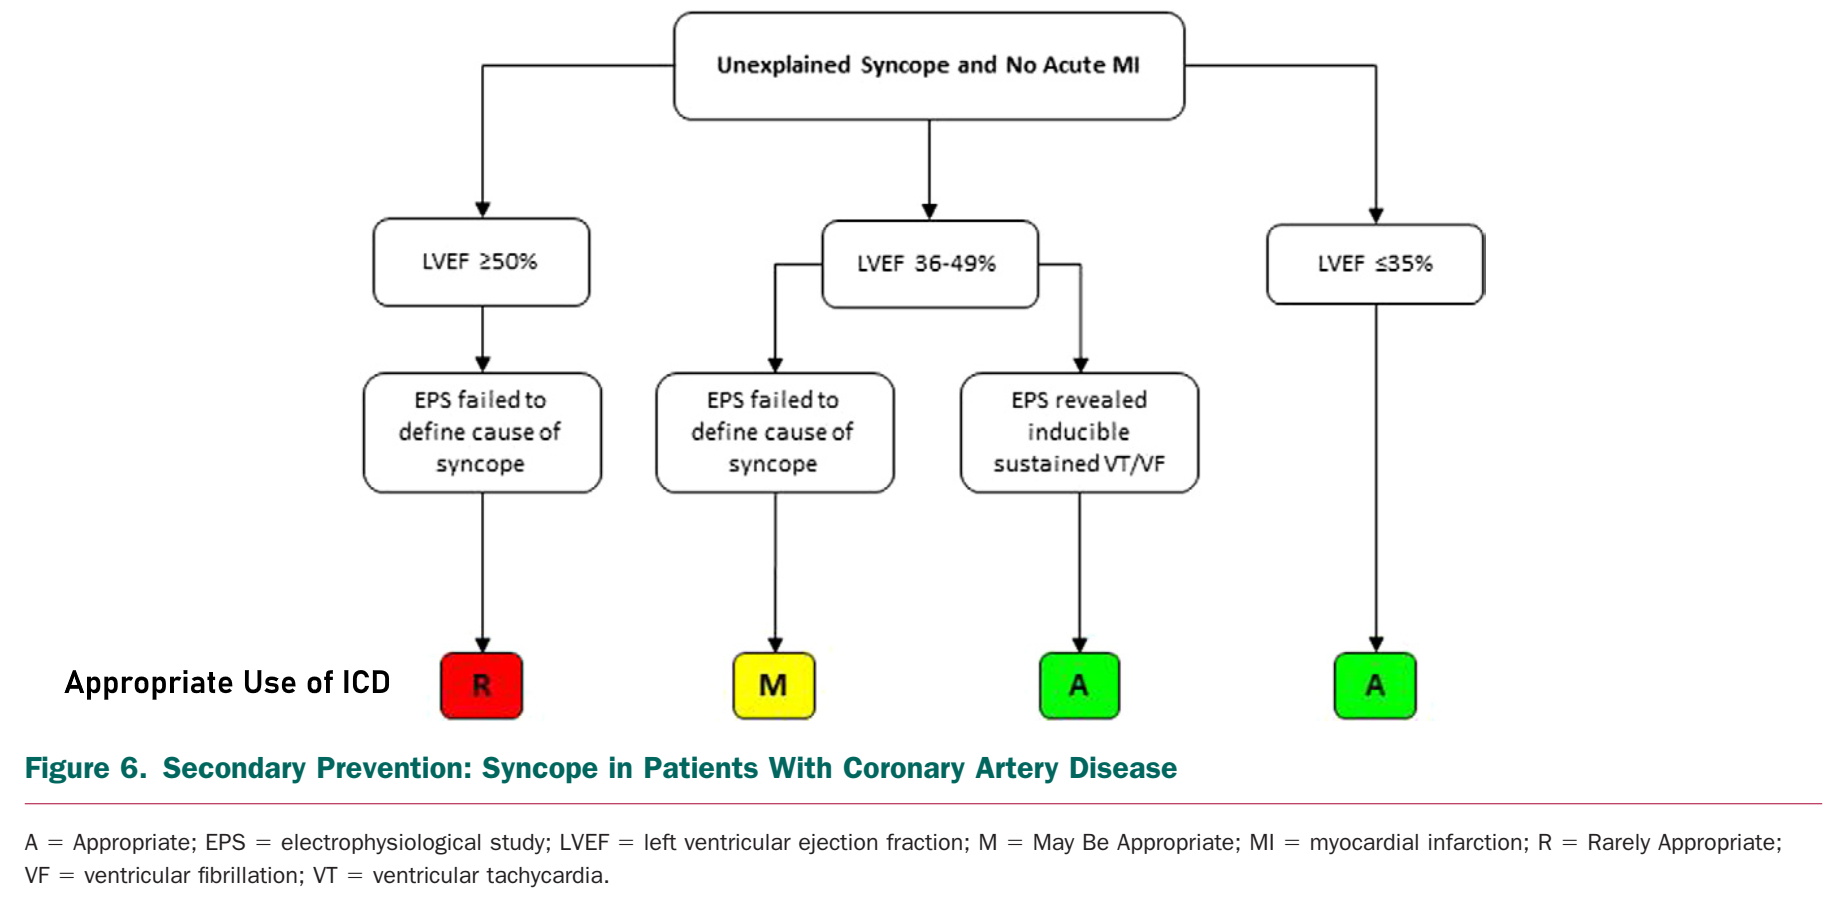 Unexplained Syncope and No Acute MI
LVEF ≥50%
LVEF 36-49%
LVEF ≤35%
EPS failed to
define cause of
syncope
EPS failed to
define cause of
syncope
EPS revealed
inducible
sustained VT/VF
Appropriate Use of ICD
R
M
A
A
Figure 6. Secondary Prevention: Syncope in Patients With Coronary Artery Disease
A = Appropriate; EPS = electrophysiological study; LVEF = left ventricular ejection fraction; M = May Be Appropriate; MI = myocardial infarction; R = Rarely Appropriate;
VF = ventricular fibrillation; VT = ventricular tachycardia.